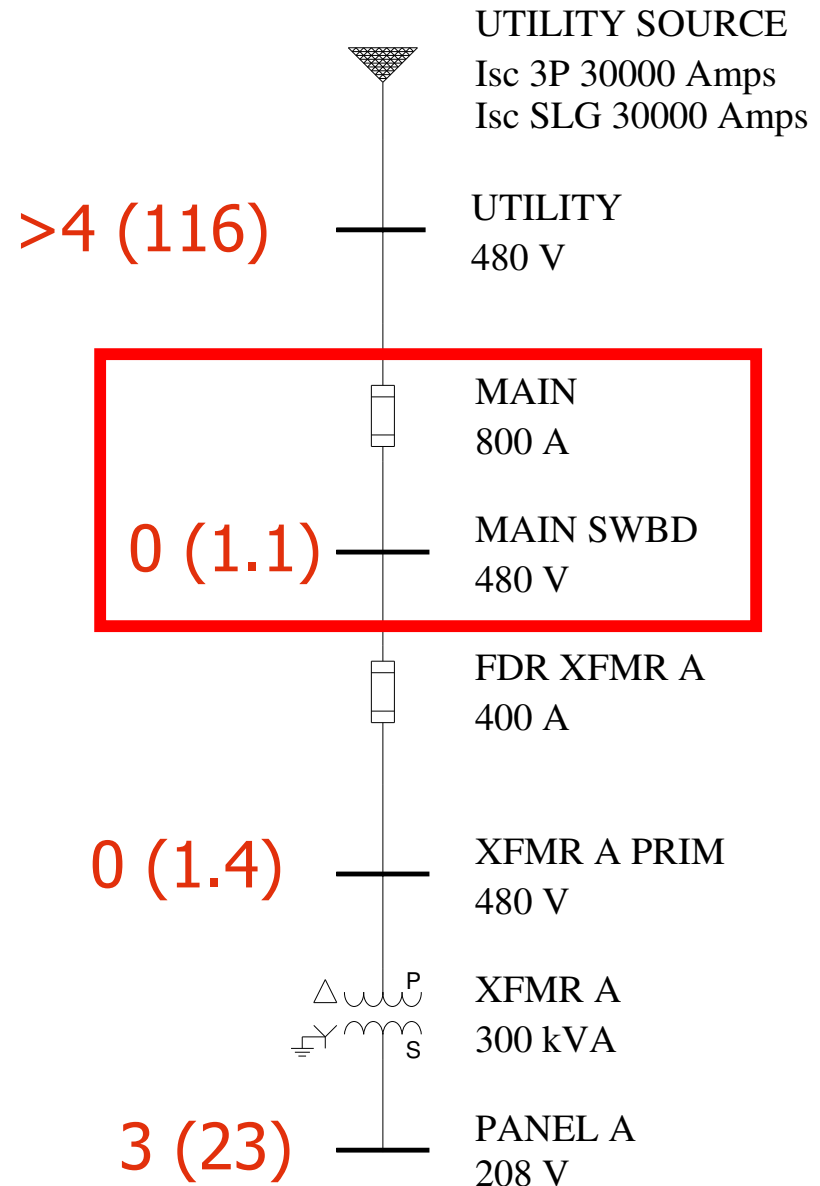 UTILITY SOURCE
Isc 3P 30000 Amps
Isc SLG 30000 Amps
>4 (116)
UTILITY
480 V
MAIN
800 A
0 (1.1)
MAIN SWBD
480 V
FDR XFMR A
400 A
0 (1.4)
XFMR A PRIM
480 V
P
S
XFMR A
300 kVA
3 (23)
PANEL A
208 V